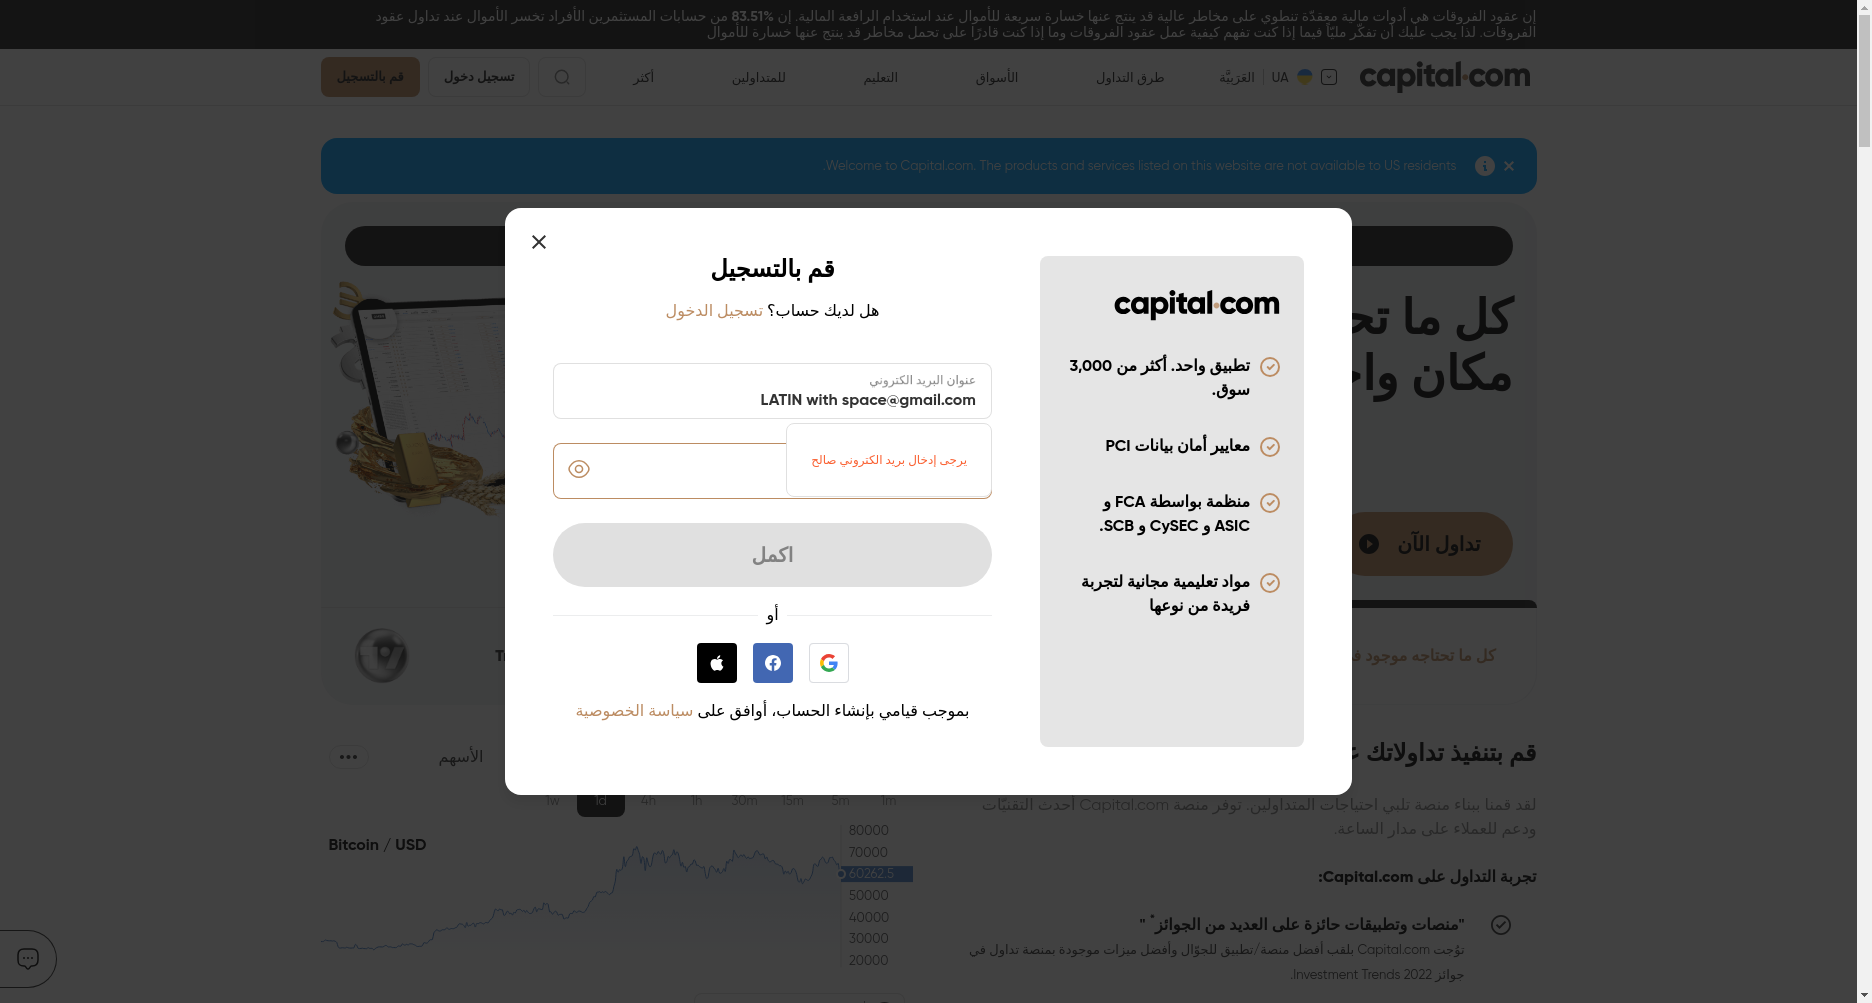 إن عقود الفروقات هي أدوات مالية معقدّة تنطوي على مخاطر عالية قد ينتج عنها خسارة سريعة للأموال عند استخدام الرافعة المالية. إن 83.51% من حسابات المستثمرين الأفراد تخسر الأموال عند تداول عقود
الفروقات. لذا يجب عليك أن تفكّر مليّاً فيما إذا كنت تفهم كيفية عمل عقود الفروقات وما إذا كنت قادرًا على تحمل مخاطر قد ينتج عنها خسارة للأموال
capital.com
UA
العَرَبيَّة
طرق التداول
الأسواق
التعليم
للمتداولين
أكثر
تسجيل دخول
قم بالتسجيل
Welcome to Capital.com. The products and services listed on this website are not available to US residents.
كل ما تح
مكان واح
تداول الآن
كل ما تحتاجه موجود ف
قم بالتسجيل
هل لديك حساب؟ تسجيل الدخول
عنوان البريد الكتروني
LATIN with space@gmail.com
يرجى إدخال بريد الكتروني صالح
اكمل
أو
بموجب قيامي بإنشاء الحساب، أوافق على سياسة الخصوصية
capital.com
تطبيق واحد. أكثر من 3,000
سوق.
معايير أمان بيانات PCI
منظمة بواسطة FCA و
ASIC و CySEC و SCB.
مواد تعليمية مجانية لتجربة
فريدة من نوعها
قم بتنفيذ تداولاتك
لقد قمنا ببناء منصة تلبي احتياجات المتداولين. توفر منصة Capital.com أحدث التقنيّات
ودعم للعملاء على مدار الساعة.
تجربة التداول على Capital.com:
"منصات وتطبيقات حائزة على العديد من الجوائز* "
توُجت Capital.com بلقب أفضل منصة/تطبيق للجوّال وأفضل ميزات موجودة بمنصة تداول في
جوائز Investment Trends 2022.
الأسهم
1w
1d
4h
1h
30m
15m
5m
1m
Bitcoin / USD
80000
70000
60262.5
50000
40000
30000
20000